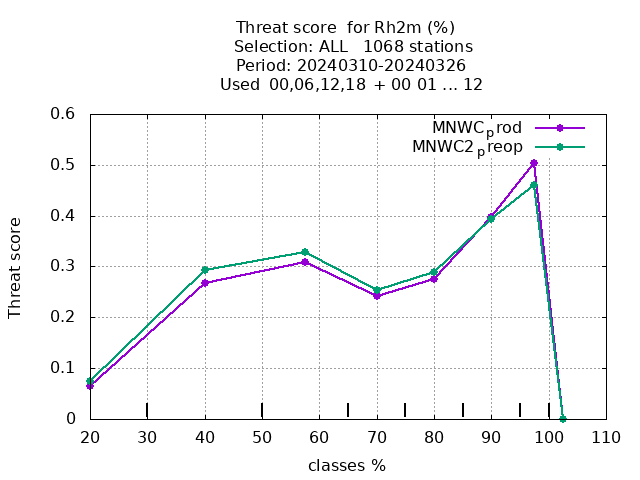 Threat score  for Rh2m (%)
Selection: ALL   1068 stations
Period: 20240310-20240326
Used  00,06,12,18  + 00 01 ... 12
MNWCprod
MNWC2preop
0.6
0.5
0.4
0.3
0.2
0.1
0
Threat score
20 30 40 50 60 70 80 90 100 110
classes %